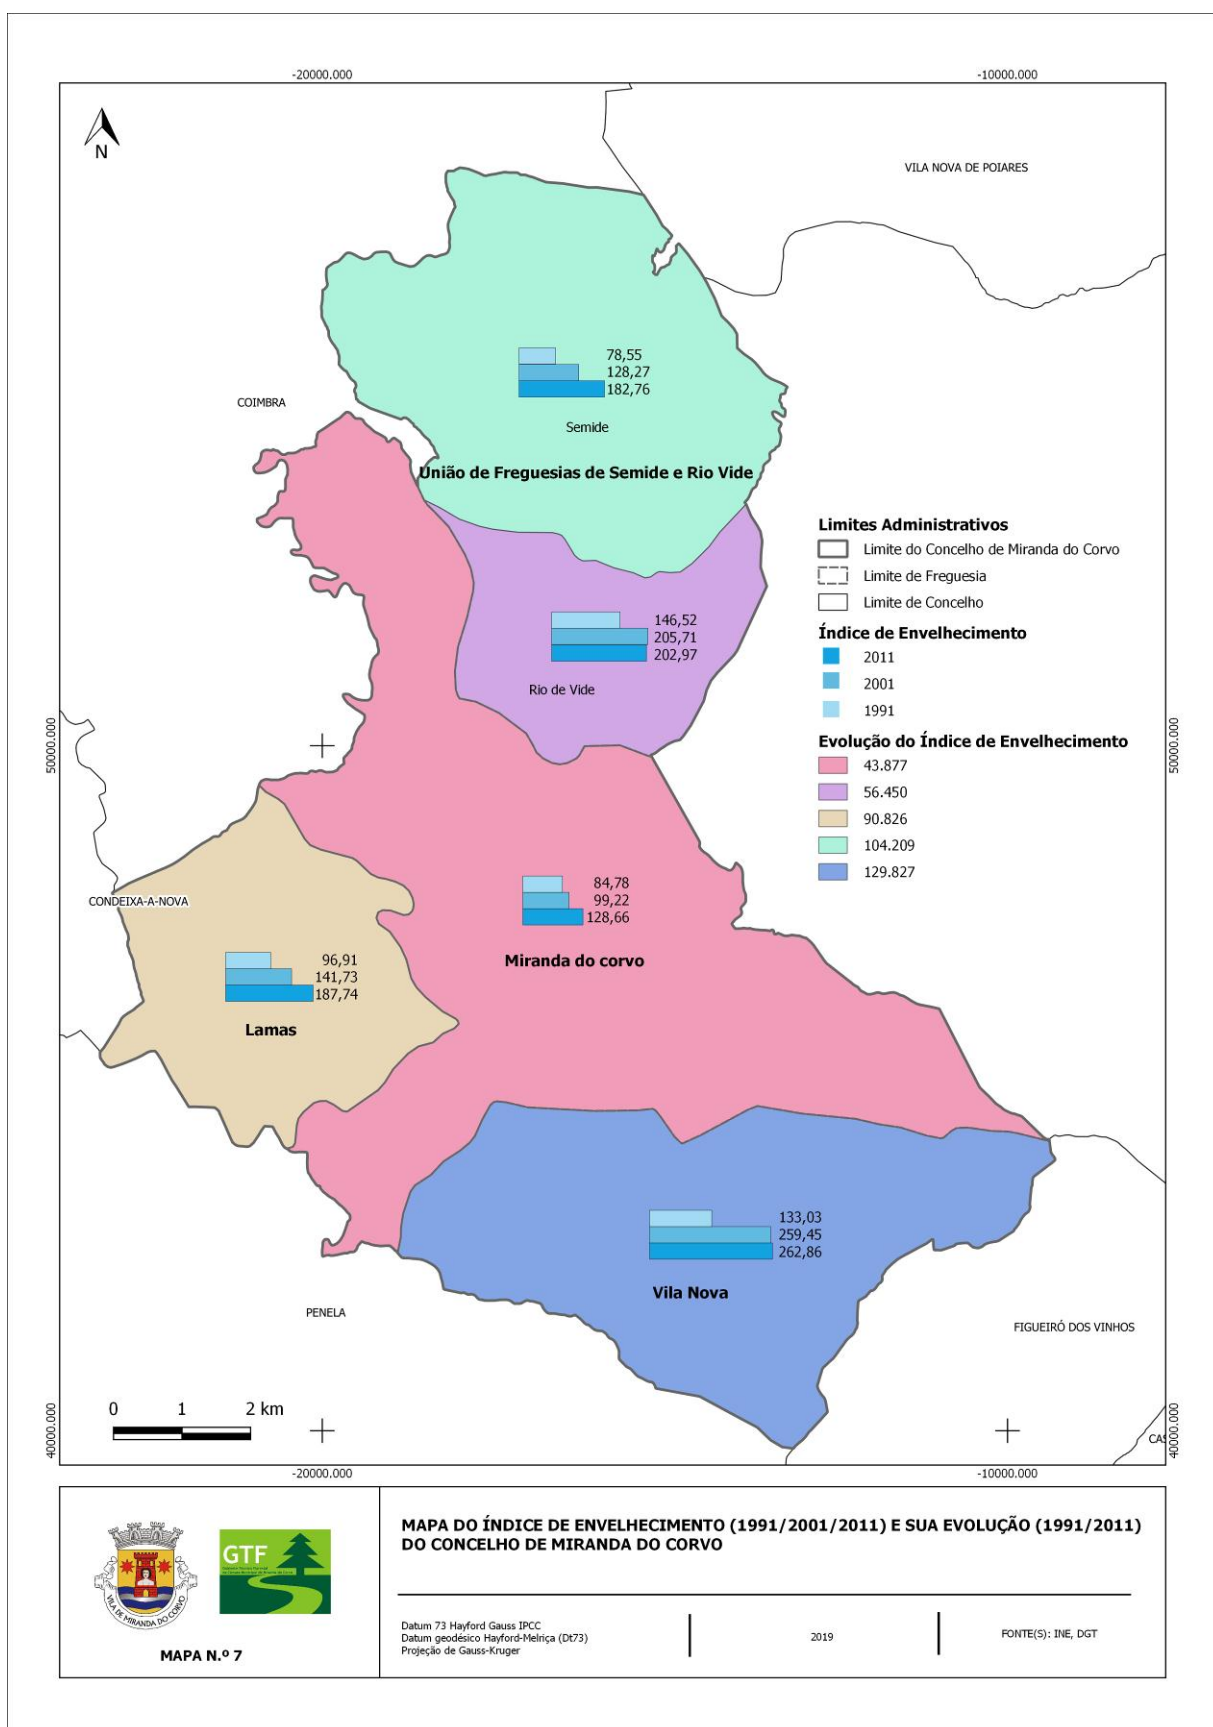 -20000.000
-10000.000
N
VILA NOVA DE POIARES
78,55
128,27
182,76
COIMBRA
Semide
União de Freguesias de Semide e Rio Vide
Limites Administrativos
Limite do Concelho de Miranda do Corvo
Limite de Freguesia
Limite de Concelho
Índice de Envelhecimento
2011
2001
1991
Evolução do Índice de Envelhecimento
43.877
56.450
90.826
104.209
129.827
146,52
205,71
202,97
Rio de Vide
50000.000
50000.000
CONDEIXA-A-NOVA
84,78
99,22
128,66
Miranda do corvo
96,91
141,73
187,74
Lamas
133,03
259,45
262,86
Vila Nova
PENELA
FIGUEIRÓ DOS VINHOS
0 1 2 km
40000.000
40000.000
CAS
-20000.000
-10000.000
GTF
VILA DE MIRANDA DO CORVO
MAPA N.º 7
MAPA DO ÍNDICE DE ENVELHECIMENTO (1991/2001/2011) E SUA EVOLUÇÃO (1991/2011)
DO CONCELHO DE MIRANDA DO CORVO
Datum 73 Hayford Gauss IPCC
Datum geodésico Hayford-Melriça (Dt73)
Projeção de Gauss-Kruger
2019
FONTE(S): INE, DGT